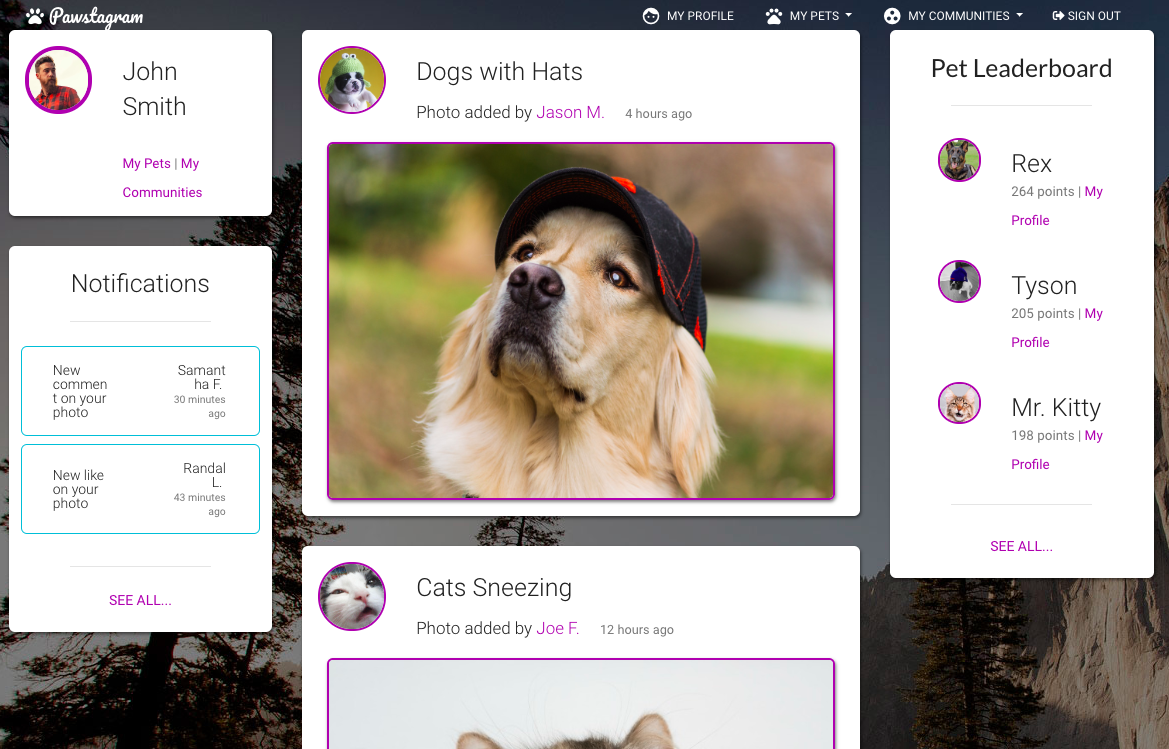 Pawstagram
MY PROFILE
MY PETS
MY COMMUNITIES
SIGN OUT
John
Smith
My Pets | My
Communities
Notifications
New
commen
t on your
photo
Samant
ha F.
30 minutes
ago
New like
on your
photo
Randal
L.
43 minutes
ago
SEE ALL...
Dogs with Hats
Photo added by Jason M. 4 hours ago
Cats Sneezing
Photo added by Joe F. 12 hours ago
Pet Leaderboard
Rex
264 points | My
Profile
Tyson
205 points | My
Profile
Mr. Kitty
198 points | My
Profile
SEE ALL...